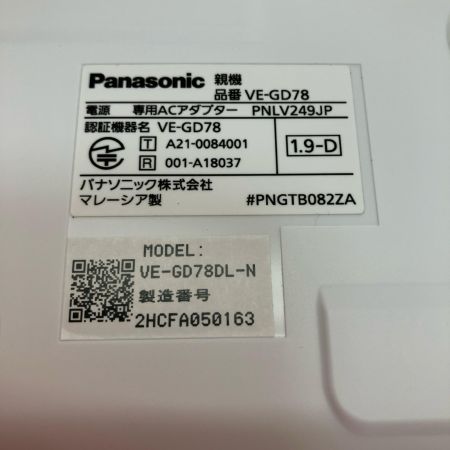 Panasonic 親機
品番 VE-GD78
電源 専用ACアダプター PNLV249JP
認証機器名 VE-GD78
T A21-0084001
R 001-A18037
1.9-D
パナソニック株式会社
マレーシア製 #PNGTB082ZA
MODEL:
VE-GD78DL-N
製造番号
2HCFA050163